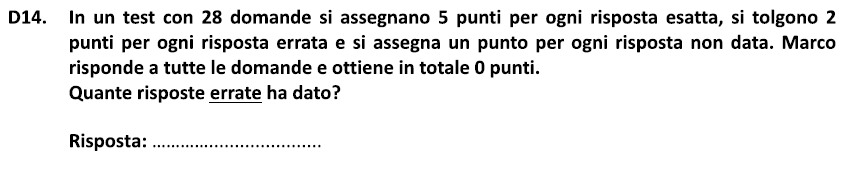 D14. In un test con 28 domande si assegnano 5 punti per ogni risposta esatta, si tolgono 2
punti per ogni risposta errata e si assegna un punto per ogni risposta non data. Marco
risponde a tutte le domande e ottiene in totale 0 punti.
Quante risposte errate ha dato?
Risposta: ...................................